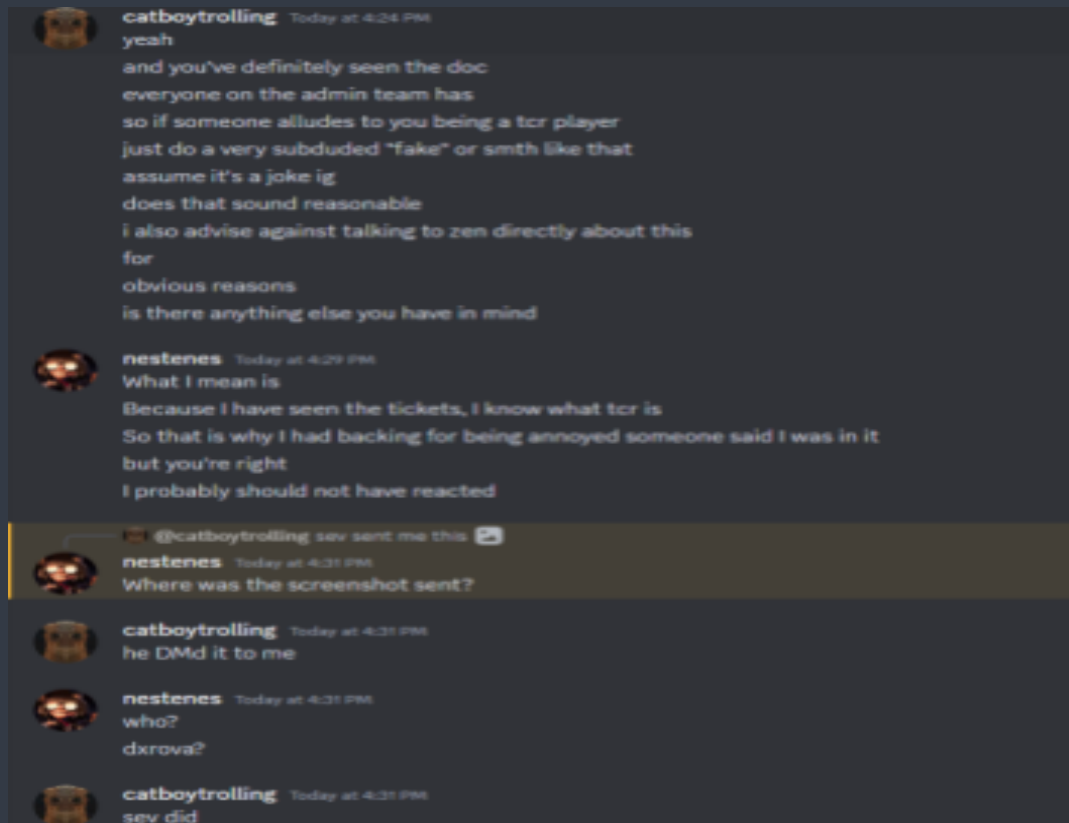 catboytrolling Today at 4:24 PM
yeah
and you've definitely seen the doc
everyone on the admin team has
so if someone alludes to you being a tcr player
just do a very subduded "fake" or smth like that
assume it's a joke ig
does that sound reasonable
i also advise against talking to zen directly about this
for
obvious reasons
is there anything else you have in mind
nestenes Today at 4:29 PM
What I mean is
Because I have seen the tickets, I know what tcr is
So that is why I had backing for being annoyed someone said I was in it
but you're right
I probably should not have reacted
@catboytrolling sev sent me this
nestenes Today at 4:31 PM
Where was the screenshot sent?
catboytrolling Today at 4:31 PM
he DMd it to me
nestenes Today at 4:31 PM
who?
dxrova?
catboytrolling Today at 4:31 PM
sev did